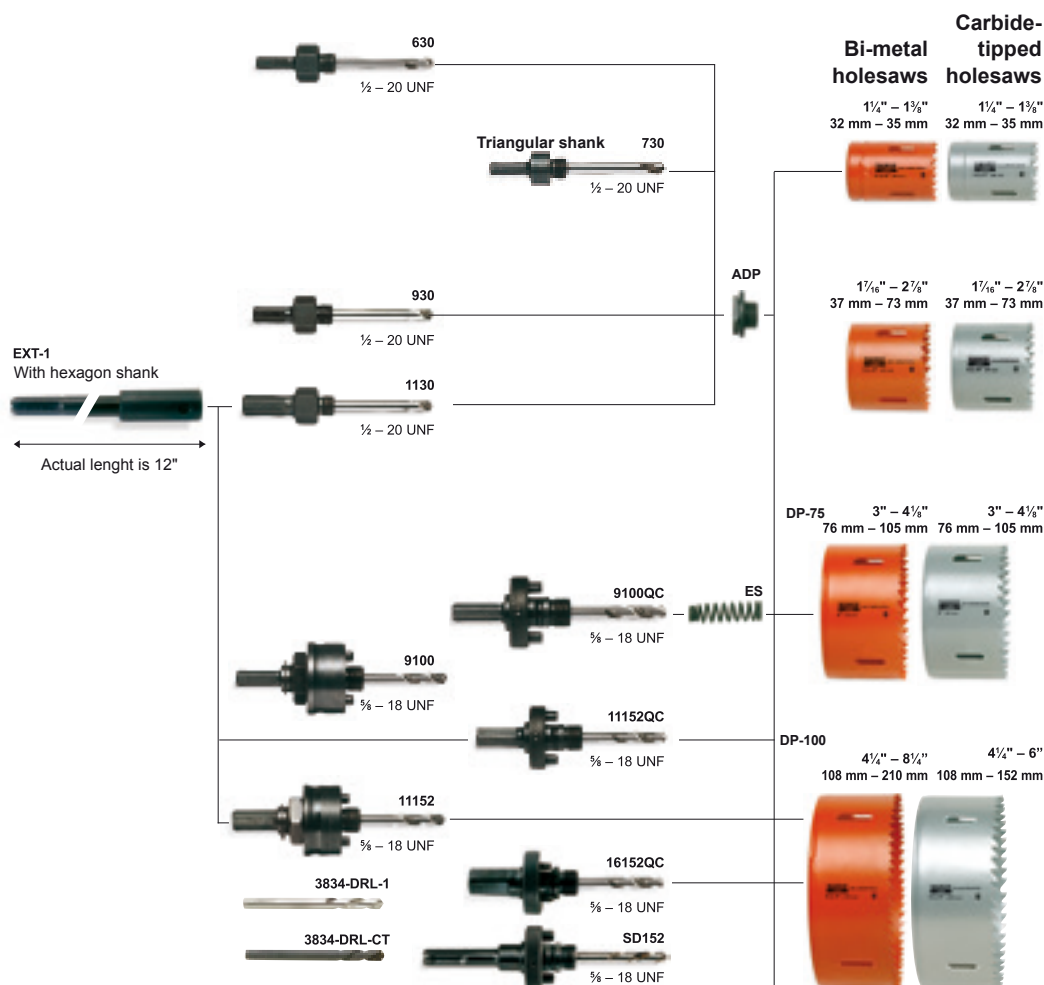 Bi-metal
holesaws
Carbide-
tipped
holesaws
1¼" – 1⅜"
32 mm – 35 mm
1¼" – 1⅜"
32 mm – 35 mm
630
½ – 20 UNF
Triangular shank 730
½ – 20 UNF
ADP
1⁷⁄₁₆" – 2⅞"
37 mm – 73 mm
1⁷⁄₁₆" – 2⅞"
37 mm – 73 mm
930
½ – 20 UNF
EXT-1
With hexagon shank
Actual lenght is 12"
1130
½ – 20 UNF
DP-75
3" – 4⅛"
76 mm – 105 mm
3" – 4⅛"
76 mm – 105 mm
9100QC
⅝ – 18 UNF
ES
9100
⅝ – 18 UNF
11152QC
⅝ – 18 UNF
DP-100
4¼" – 8¼”
108 mm – 210 mm
4¼" – 6”
108 mm – 152 mm
11152
⅝ – 18 UNF
16152QC
⅝ – 18 UNF
3834-DRL-1
3834-DRL-CT
SD152
⅝ – 18 UNF